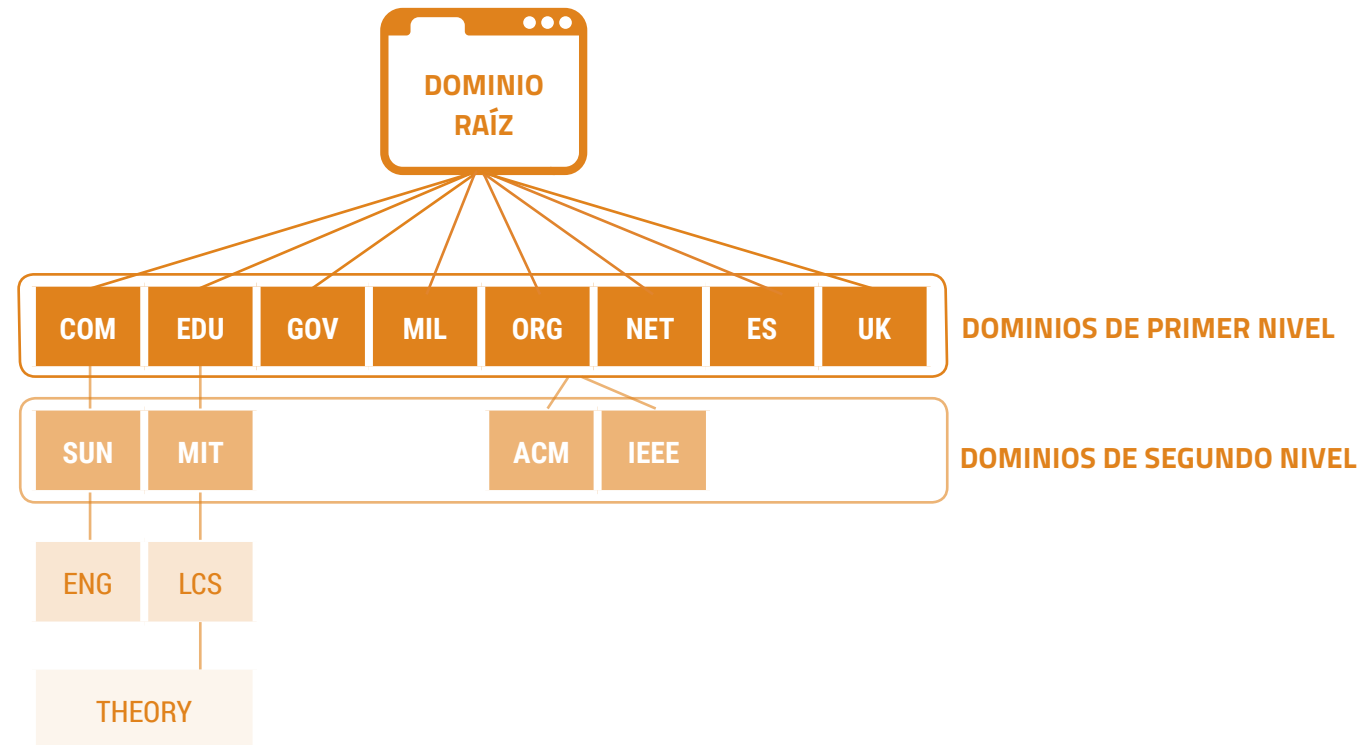 DOMINIO
RAÍZ
COM EDU GOV MIL ORG NET ES UK
DOMINIOS DE PRIMER NIVEL
SUN MIT ACM IEEE
DOMINIOS DE SEGUNDO NIVEL
ENG LCS
THEORY